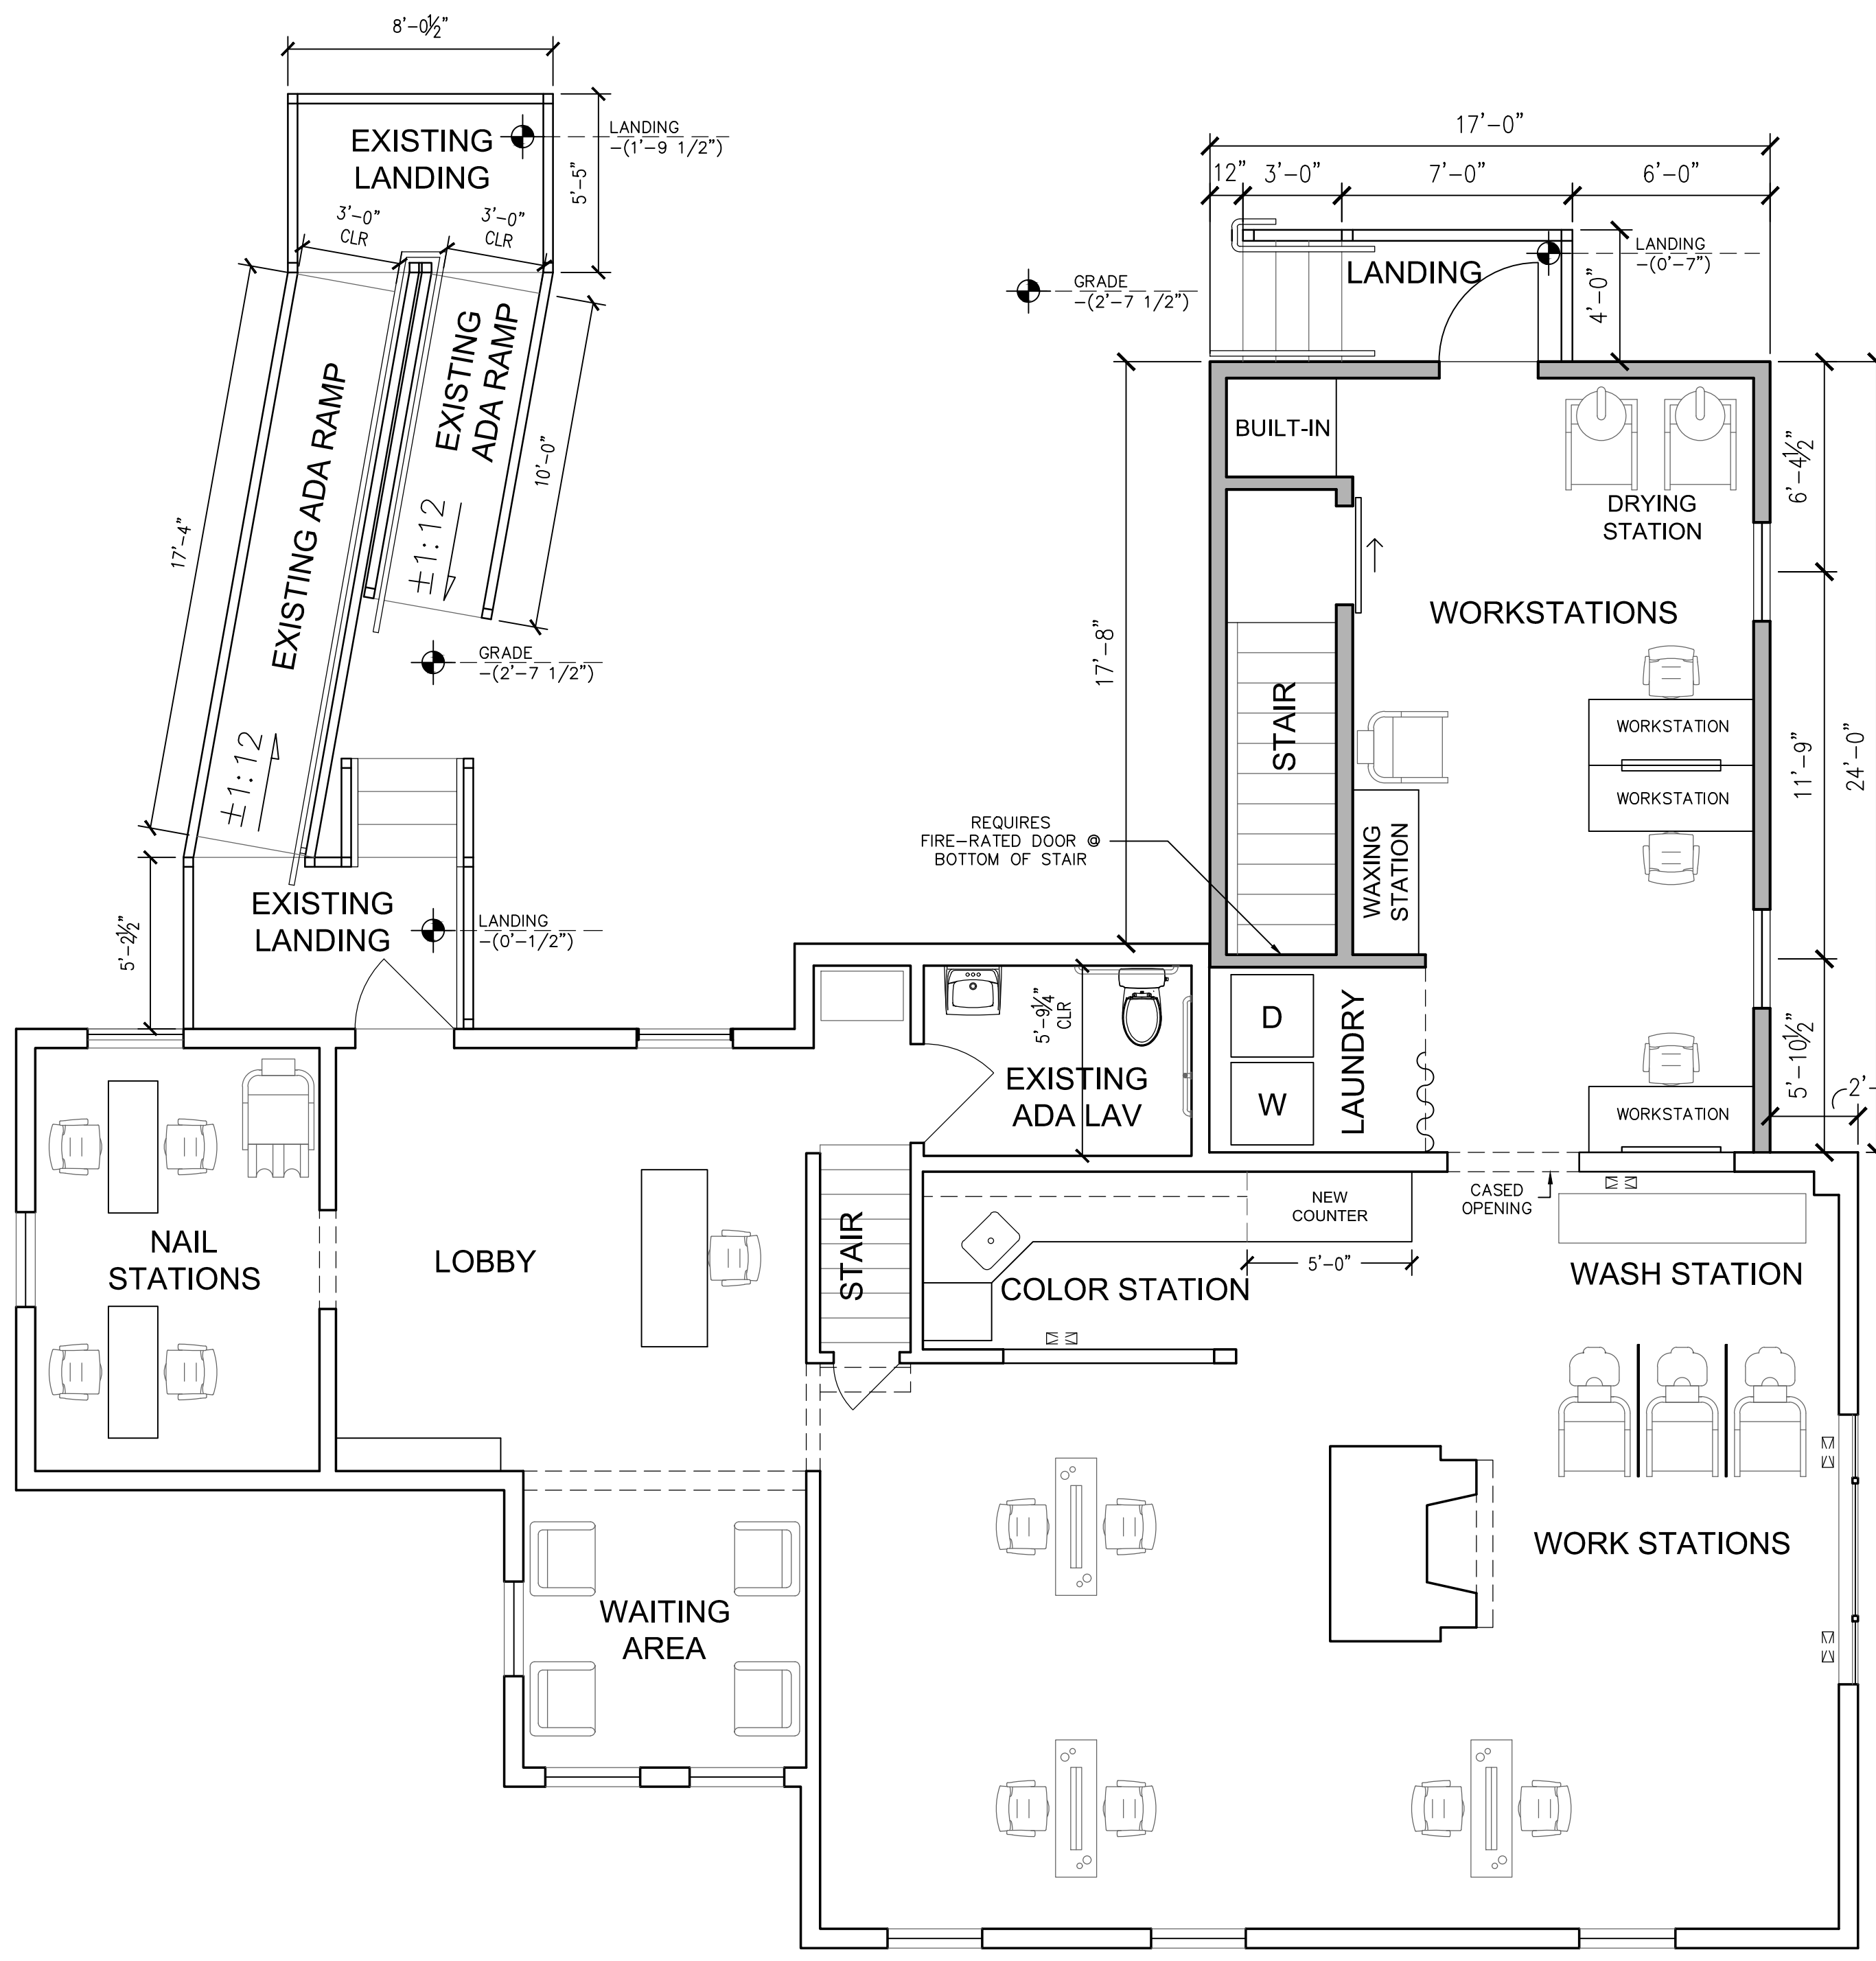 8'-0½"
EXISTING
LANDING
LANDING
-(1'-9 1/2")
5'-5"
3'-0"
CLR
3'-0"
CLR
EXISTING ADA RAMP
EXISTING
ADA RAMP
17'-4"
10'-0"
±1:12
±1:12
GRADE
-(2'-7 1/2")
EXISTING
LANDING
LANDING
-(0'-1/2")
5'-2½"
17'-0"
12"
3'-0"
7'-0"
6'-0"
LANDING
LANDING
-(0'-7")
4'-0"
GRADE
-(2'-7 1/2")
BUILT-IN
DRYING
STATION
6'-4½"
WORKSTATIONS
17'-8"
STAIR
WORKSTATION
WORKSTATION
11'-9"
24'-0"
REQUIRES
FIRE-RATED DOOR @
BOTTOM OF STAIR
WAXING
STATION
D
W
LAUNDRY
WORKSTATION
5'-10½"
2'-
5'-9¼"
CLR
EXISTING
ADA LAV
CASED
OPENING
NEW
COUNTER
5'-0"
NAIL
STATIONS
LOBBY
STAIR
COLOR STATION
WASH STATION
WORK STATIONS
WAITING
AREA